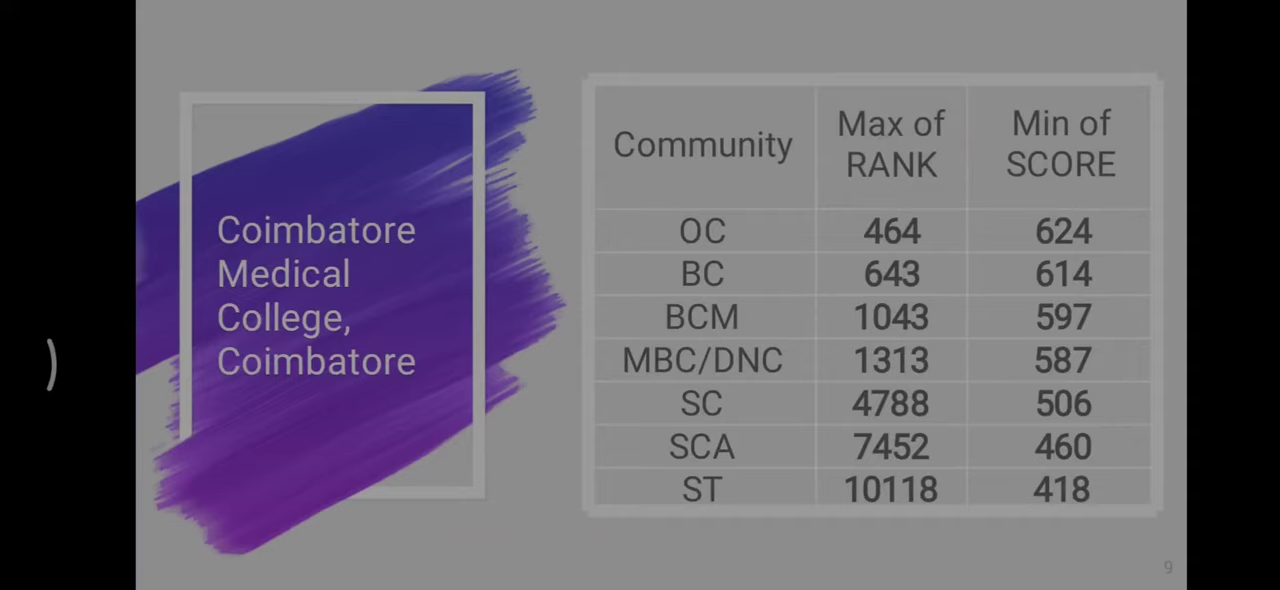 Coimbatore
Medical
College,
Coimbatore
Community Max of RANK Min of SCORE
OC 464 624
BC 643 614
BCM 1043 597
MBC/DNC 1313 587
SC 4788 506
SCA 7452 460
ST 10118 418
9